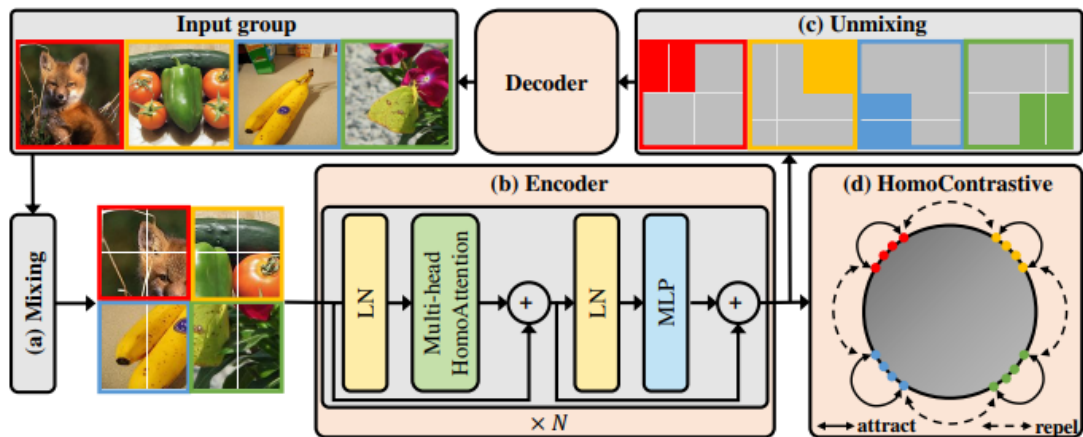 Input group
Decoder
(c) Unmixing
(a) Mixing
(b) Encoder
LN
Multi-head
HomoAttention
+
LN
MLP
+
× N
(d) HomoContrastive
attract
repel